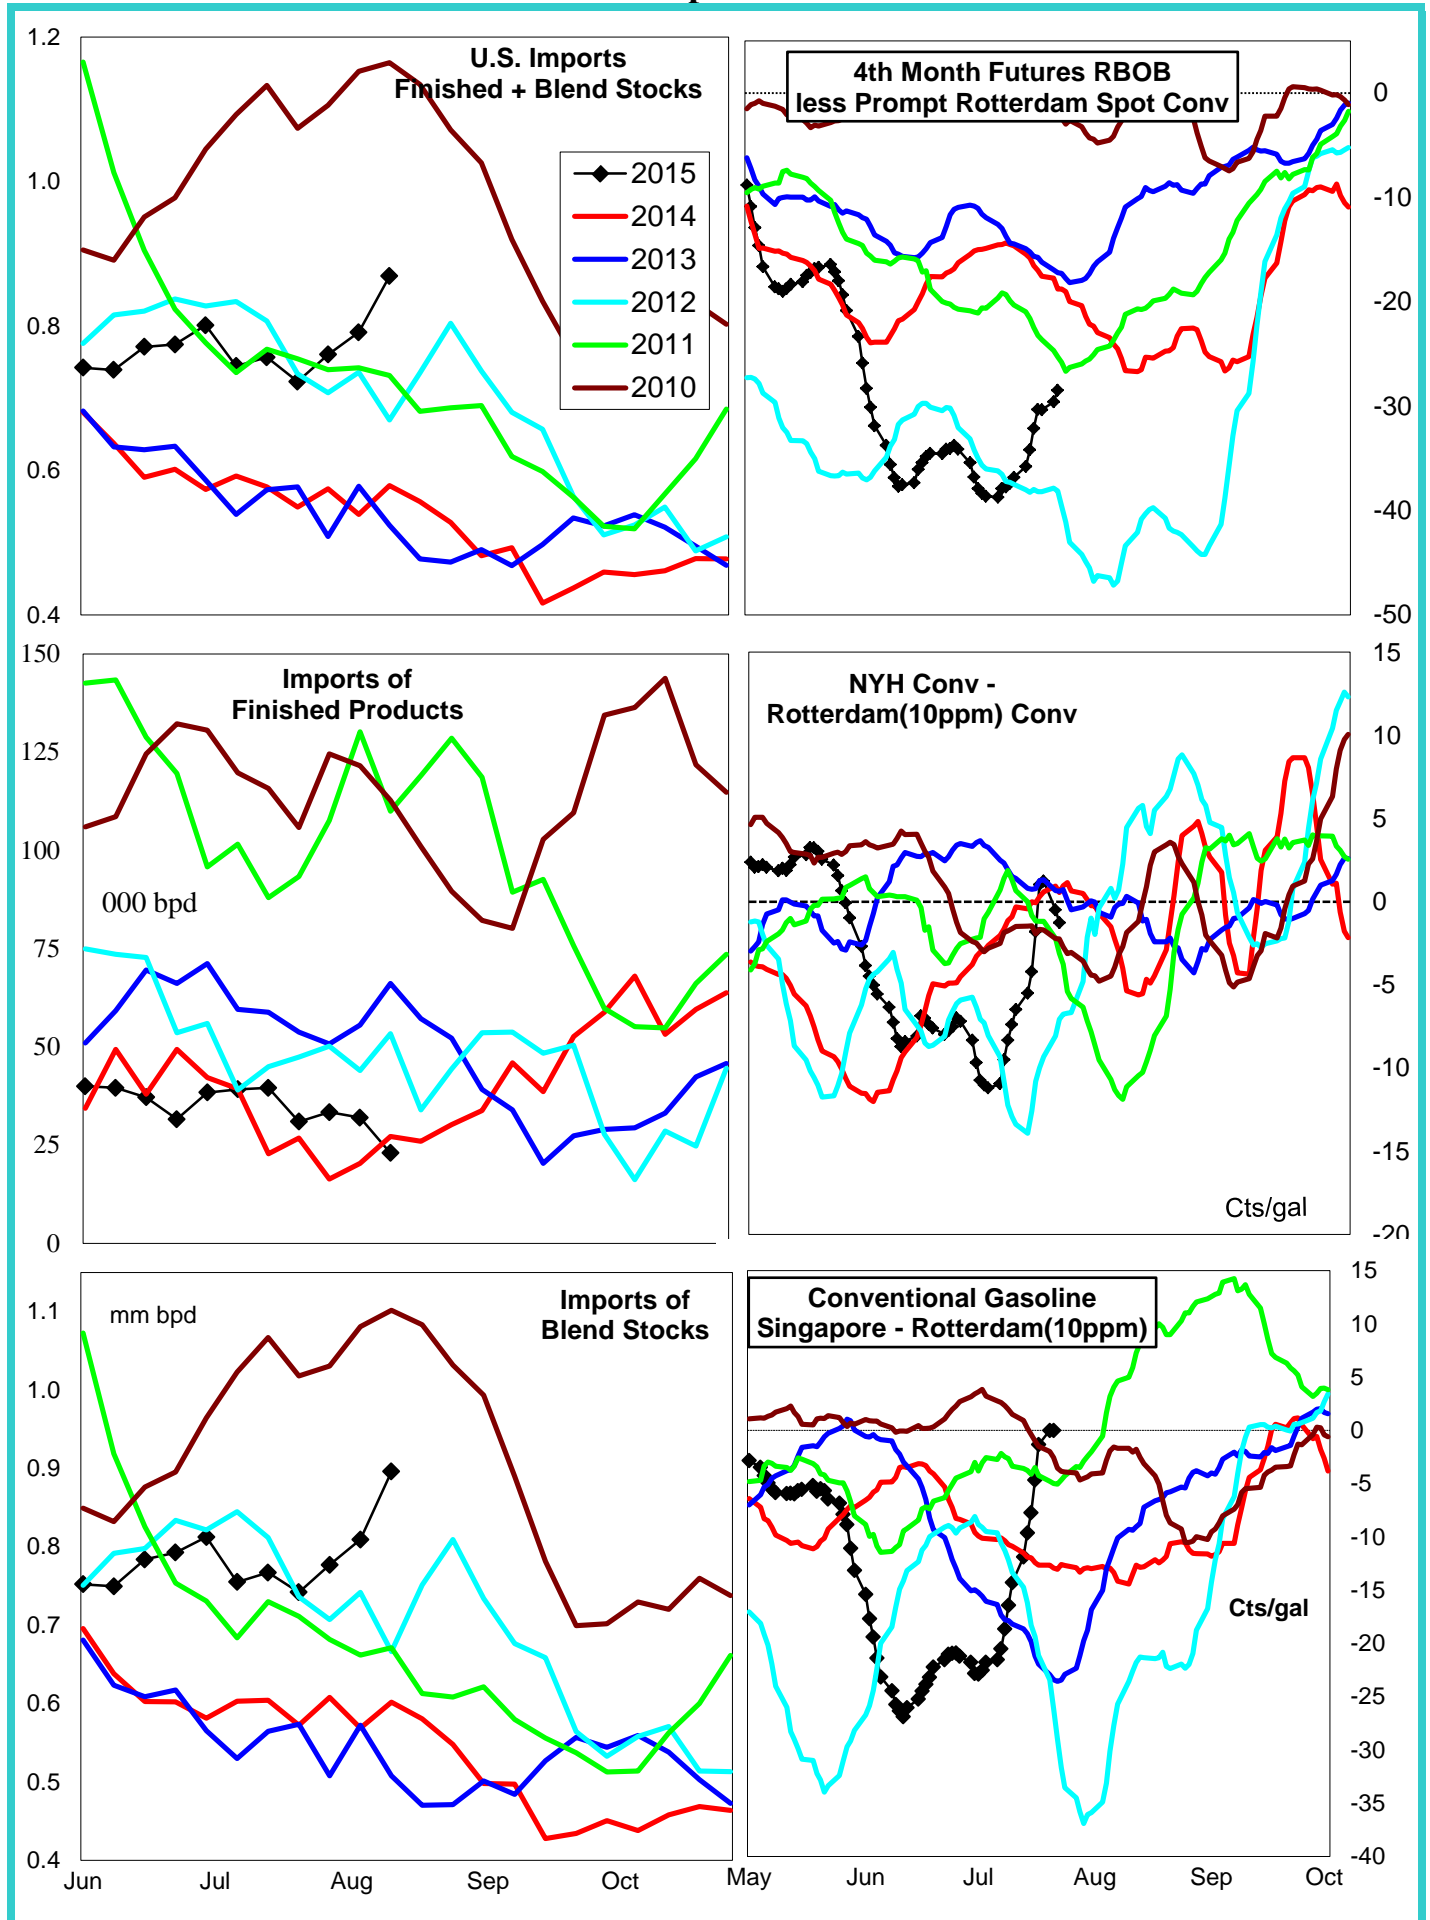 U.S. Imports
Finished + Blend Stocks
1.2
1.0
0.8
0.6
0.4
2015
2014
2013
2012
2011
2010
4th Month Futures RBOB
less Prompt Rotterdam Spot Conv
0
-10
-20
-30
-40
-50
Imports of
Finished Products
150
125
100
75
50
25
0
000 bpd
NYH Conv -
Rotterdam(10ppm) Conv
15
10
5
0
-5
-10
-15
-20
Cts/gal
Imports of
Blend Stocks
mm bpd
1.1
1.0
0.9
0.8
0.7
0.6
0.5
0.4
Jun Jul Aug Sep Oct
Conventional Gasoline
Singapore - Rotterdam(10ppm)
15
10
5
0
-5
-10
-15
-20
-25
-30
-35
-40
Cts/gal
May Jun Jul Aug Sep Oct